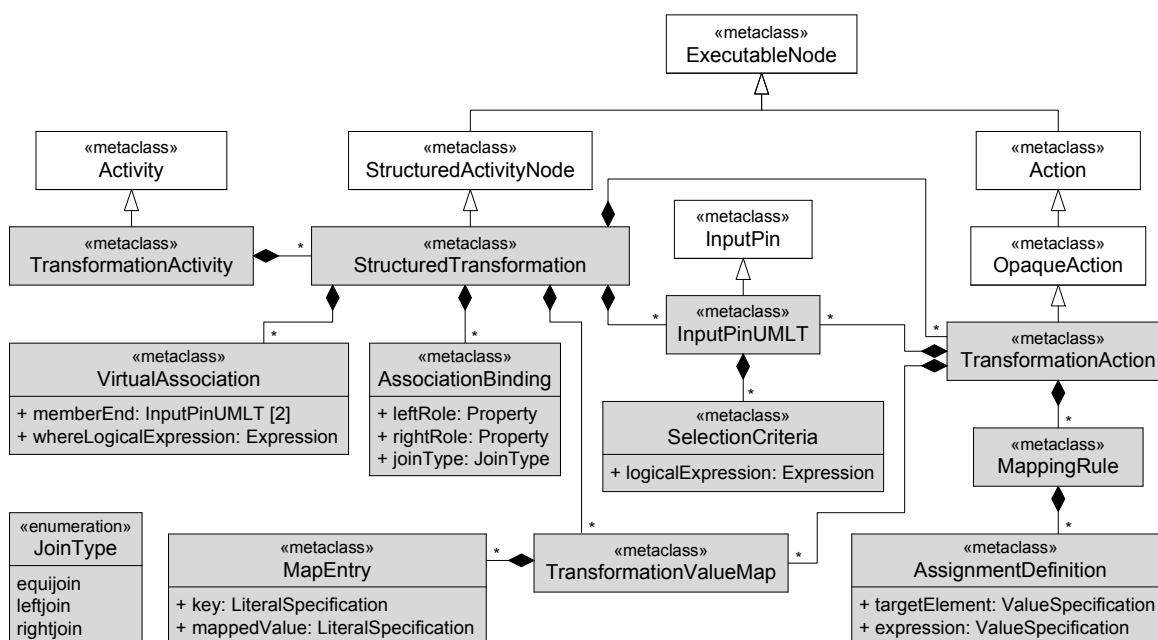 «metaclass»
ExecutableNode
«metaclass»
Activity
«metaclass»
StructuredActivityNode
«metaclass»
Action
«metaclass»
InputPin
«metaclass»
OpaqueAction
«metaclass»
TransformationActivity
*
«metaclass»
StructuredTransformation
*
«metaclass»
InputPinUMLT
*
*
«metaclass»
TransformationAction
*
«metaclass»
VirtualAssociation
+ memberEnd: InputPinUMLT [2]
+ whereLogicalExpression: Expression
*
«metaclass»
AssociationBinding
+ leftRole: Property
+ rightRole: Property
+ joinType: JoinType
*
«metaclass»
SelectionCriteria
+ logicalExpression: Expression
*
«metaclass»
MappingRule
«enumeration»
JoinType
equijoin
leftjoin
rightjoin
«metaclass»
MapEntry
+ key: LiteralSpecification
+ mappedValue: LiteralSpecification
*
*
«metaclass»
TransformationValueMap
*
*
«metaclass»
AssignmentDefinition
+ targetElement: ValueSpecification
+ expression: ValueSpecification